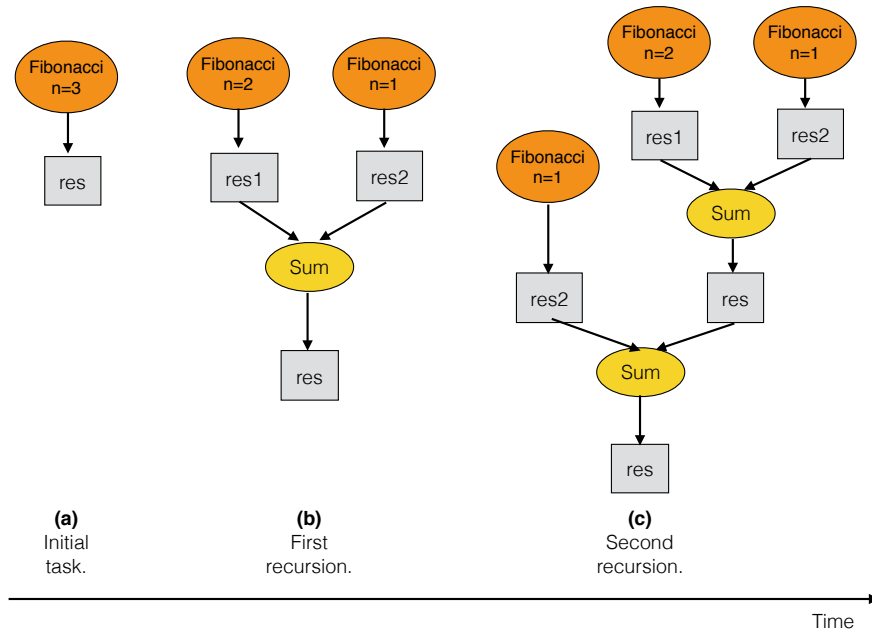 Fibonacci
n=3
res
Fibonacci
n=2
Fibonacci
n=1
res1
res2
Sum
res
Fibonacci
n=2
Fibonacci
n=1
res1
res2
Fibonacci
n=1
Sum
res2
res
Sum
res
(a)
Initial
task.
(b)
First
recursion.
(c)
Second
recursion.
Time